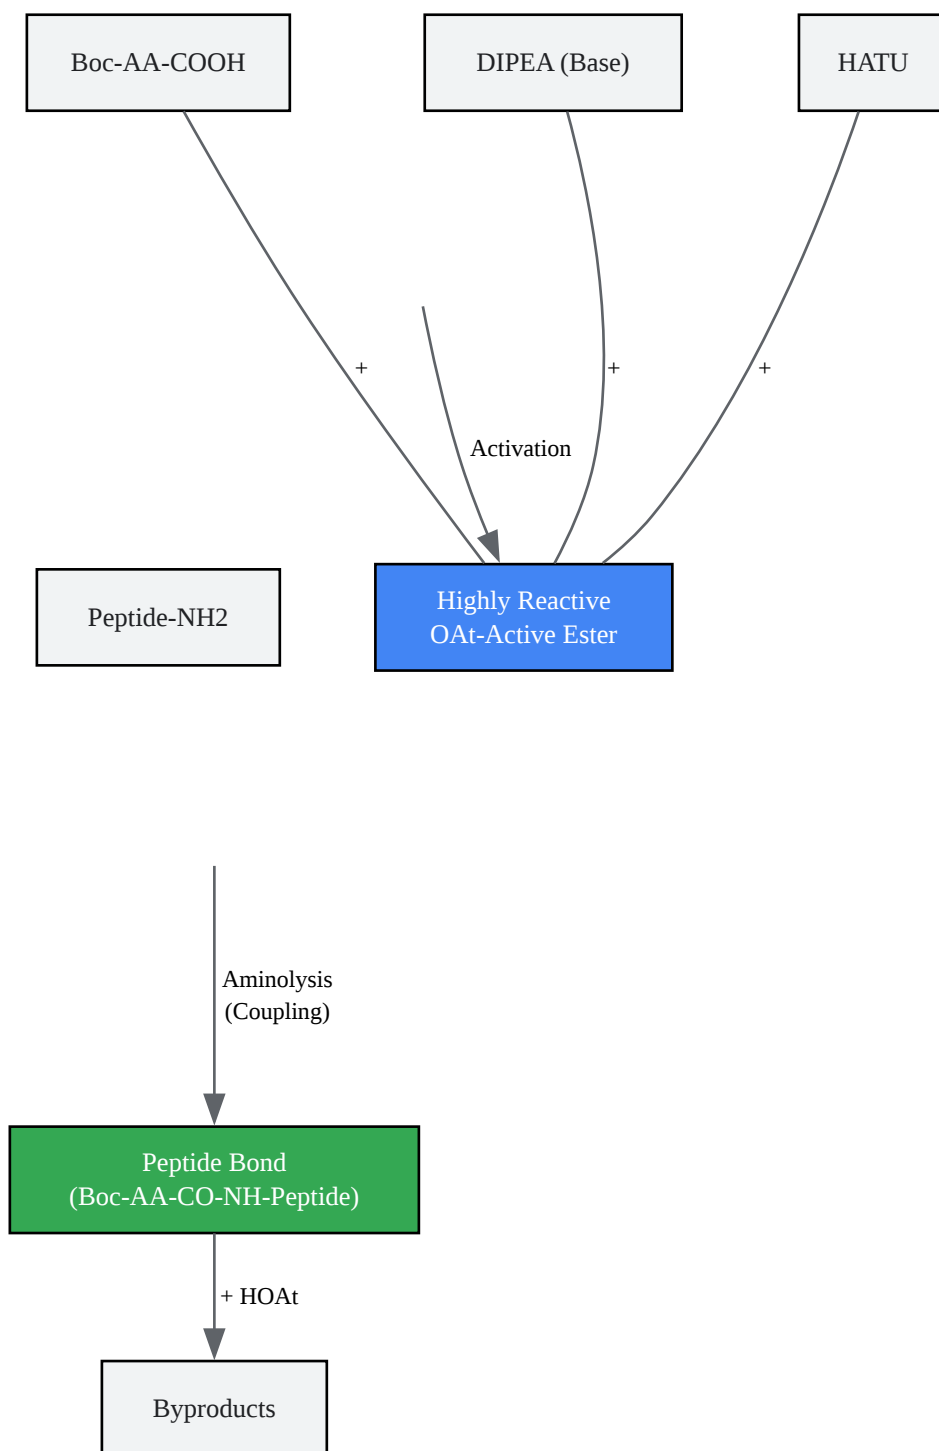 Boc-AA-COOH
DIPEA (Base)
HATU
+
+
+
Activation
Highly Reactive
OAt-Active Ester
Peptide-NH2
Aminolysis
(Coupling)
Peptide Bond
(Boc-AA-CO-NH-Peptide)
+ HOAt
Byproducts